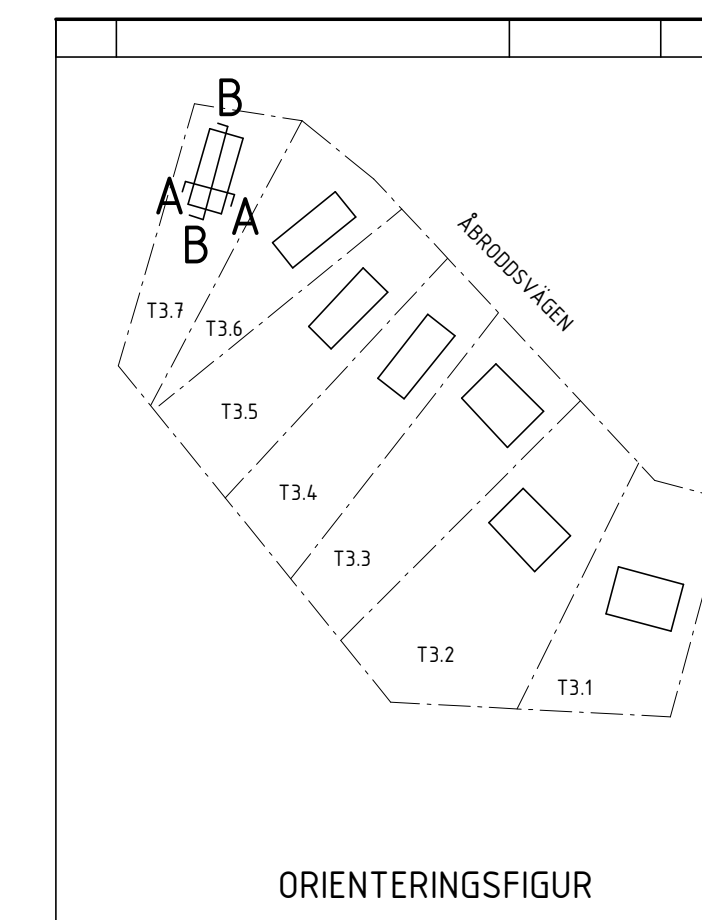 B
A
A
B
ÅBRODDSVÄGEN
T3.7
T3.6
T3.5
T3.4
T3.3
T3.2
T3.1
ORIENTERINGSFIGUR